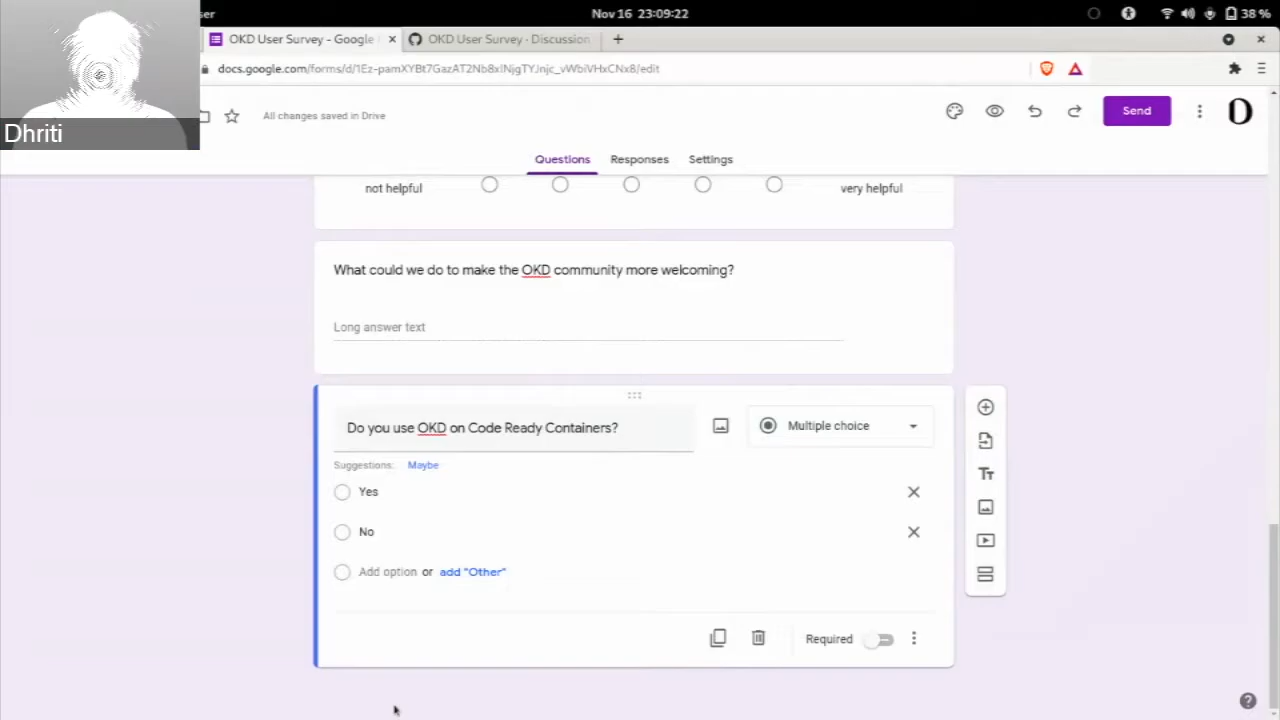 ser
Nov 16 23:09:22
38 %
OKD User Survey - Google
OKD User Survey · Discussion
Dhriti
All changes saved in Drive
Send
Questions
Responses
Settings
not helpful
very helpful
What could we do to make the OKD community more welcoming?
Long answer text
Do you use OKD on Code Ready Containers?
Multiple choice
Suggestions:
Maybe
Yes
No
Add option or add "Other"
Required